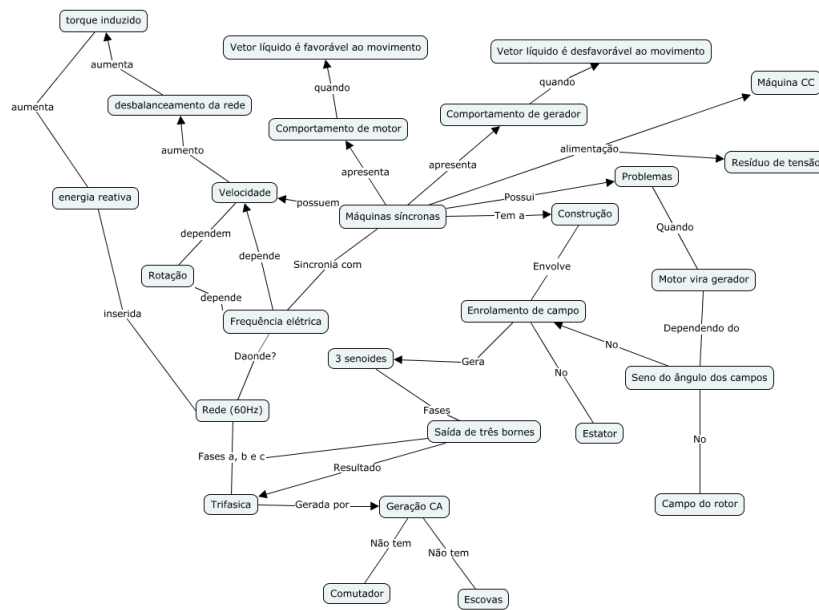 torque induzido
Vetor líquido é favorável ao movimento
Vetor líquido é desfavorável ao movimento
aumenta
Máquina CC
quando
quando
aumenta
desbalanceamento da rede
Comportamento de motor
Comportamento de gerador
aumento
alimentação
apresenta
apresenta
Resíduo de tensão
Problemas
energia reativa
Velocidade
possuem
Máquinas síncronas
Possui
Tem a
Construção
dependem
Quando
depende
Sincronia com
Envolve
Rotação
Motor vira gerador
depende
inserida
Frequência elétrica
Enrolamento de campo
Dependendo do
Daonde?
3 senoides
Gera
No
No
Seno do ângulo dos campos
Rede (60Hz)
Fases
Saída de três bornes
Estator
No
Fases a, b e c
Resultado
Trifasica
Gerada por
Geração CA
Campo do rotor
Não tem
Não tem
Comutador
Escovas